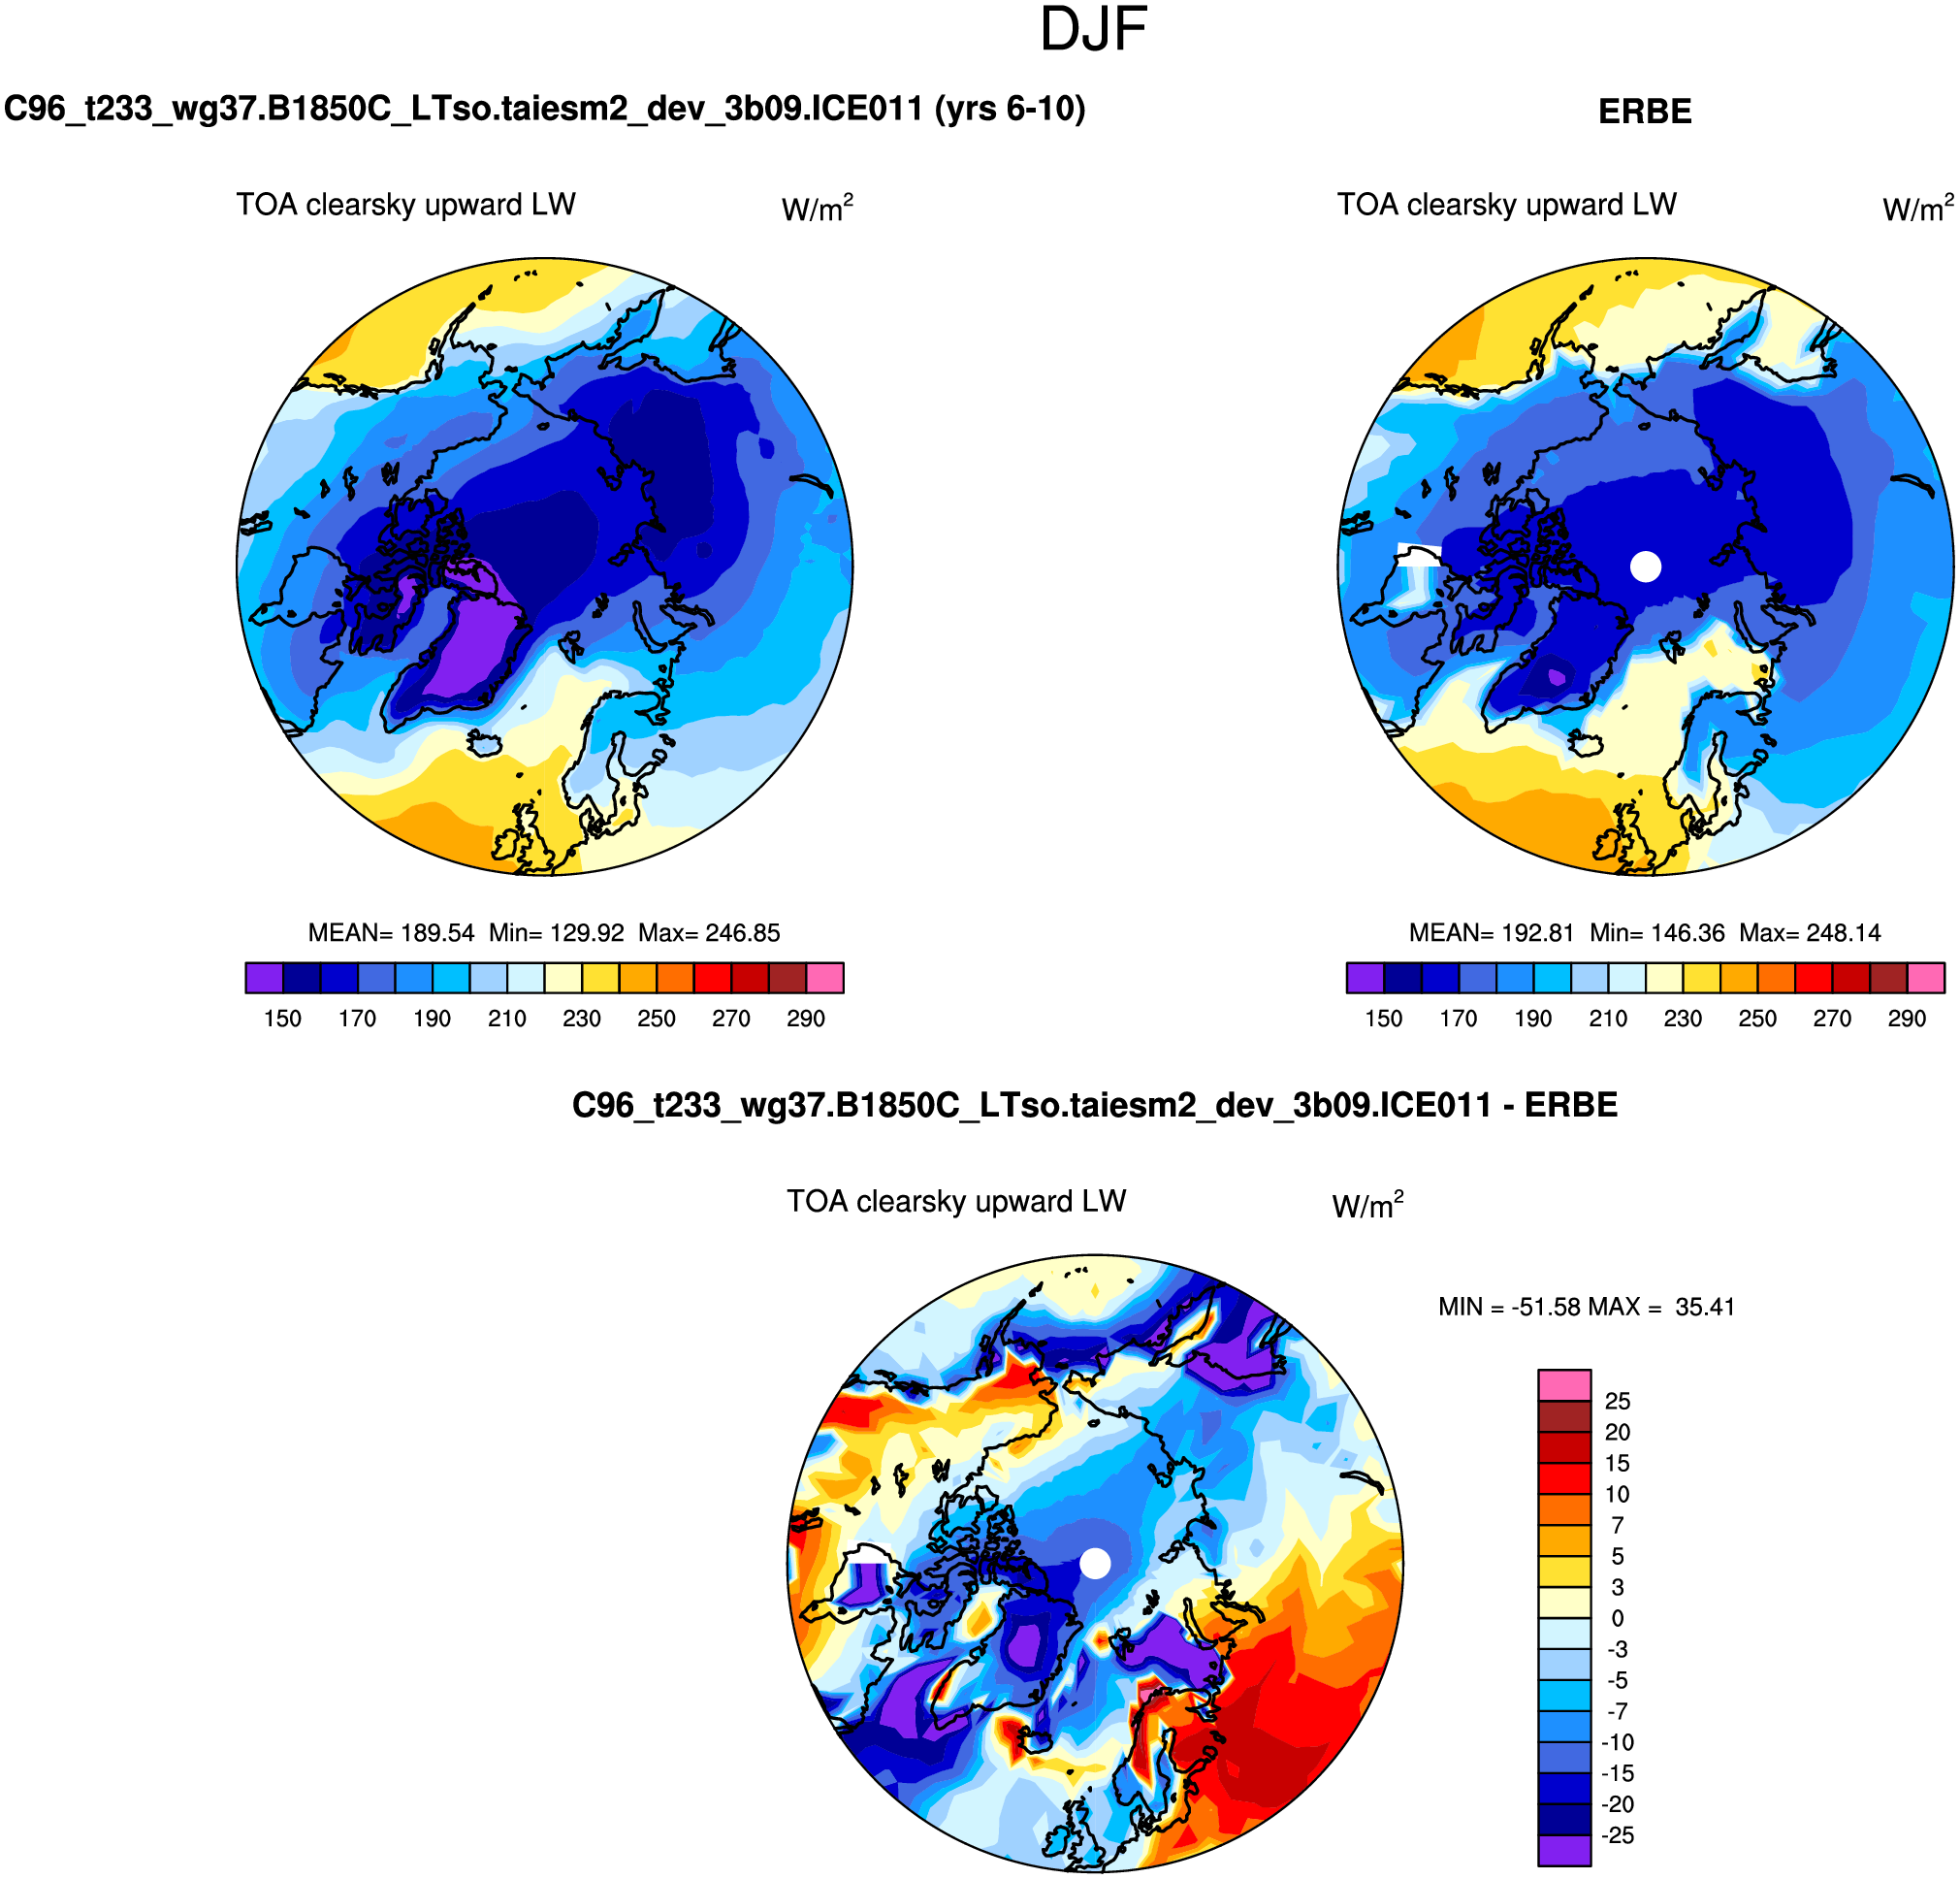 DJF
C96_t233_wg37.B1850C_LTso.taiesm2_dev_3b09.ICE011 (yrs 6-10)
ERBE
TOA clearsky upward LW W/m²
TOA clearsky upward LW W/m²
MEAN= 189.54 Min= 129.92 Max= 246.85
MEAN= 192.81 Min= 146.36 Max= 248.14
150 170 190 210 230 250 270 290
150 170 190 210 230 250 270 290
C96_t233_wg37.B1850C_LTso.taiesm2_dev_3b09.ICE011 - ERBE
TOA clearsky upward LW W/m²
MIN = -51.58 MAX = 35.41
25
20
15
10
7
5
3
0
-3
-5
-7
-10
-15
-20
-25